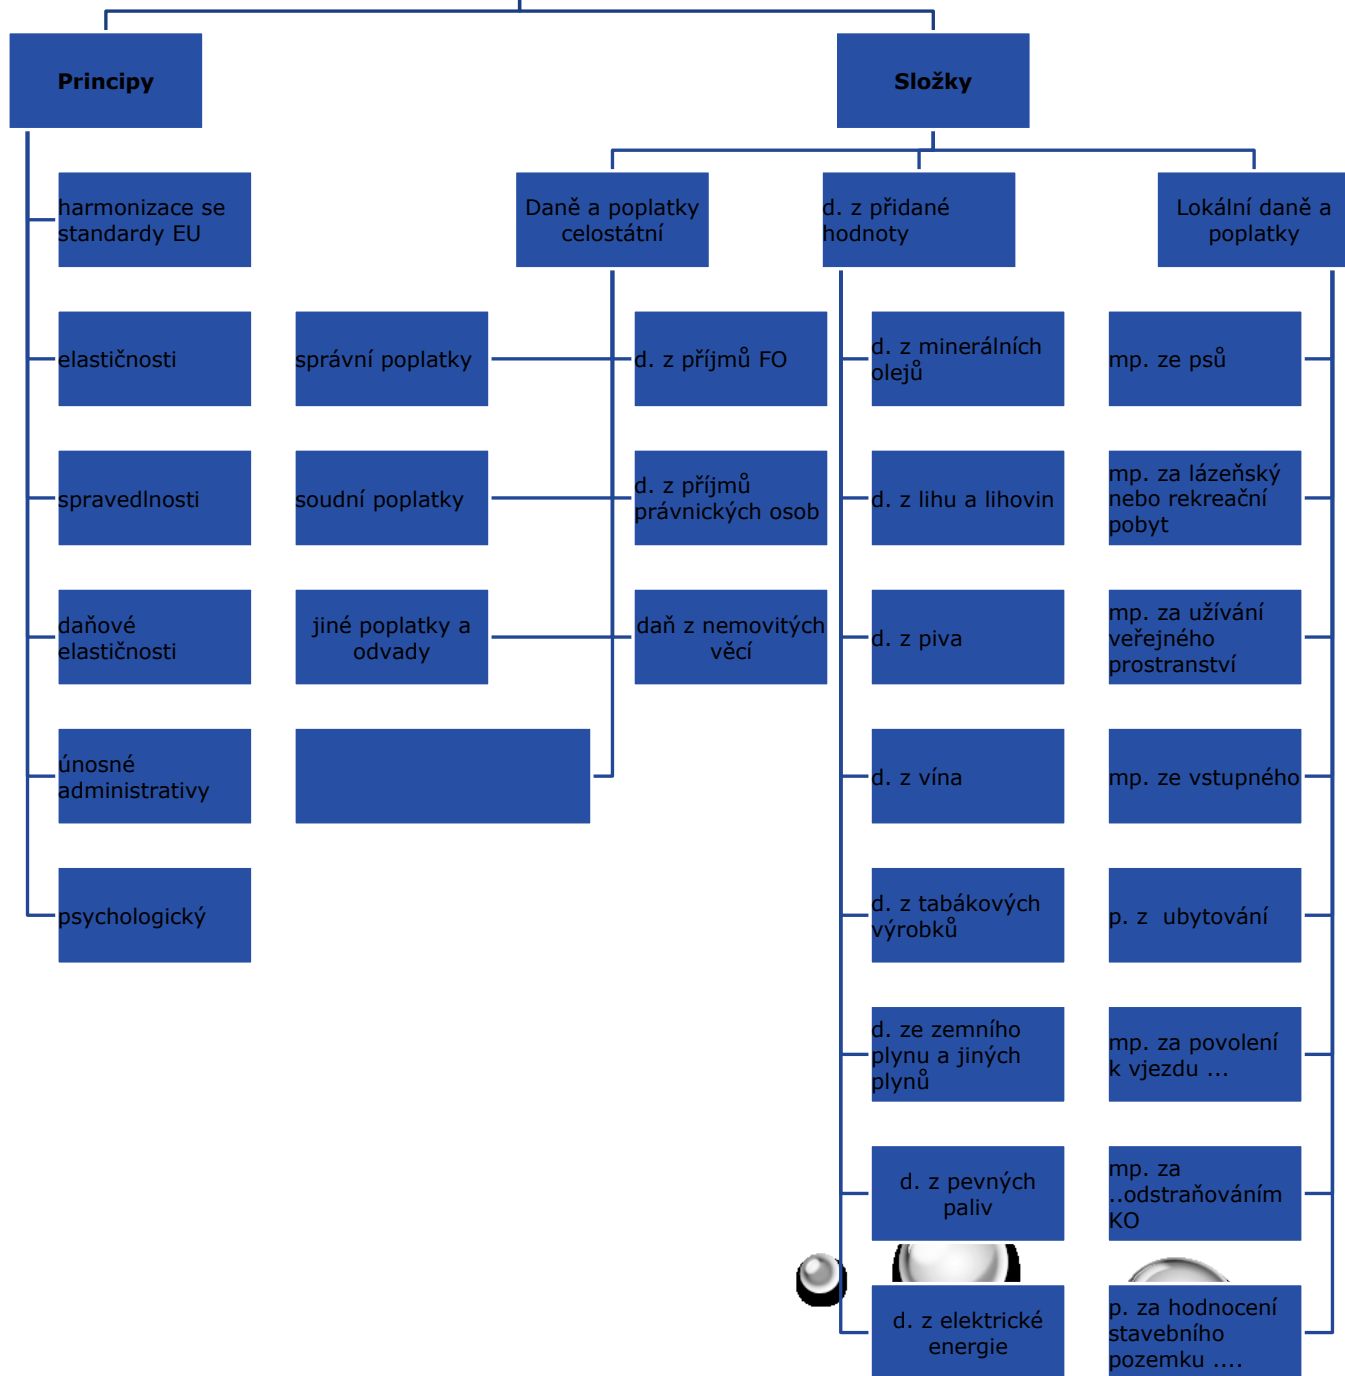 Principy
Složky
harmonizace se
standardy EU
Daně a poplatky
celostátní
d. z přidané
hodnoty
Lokální daně a
poplatky
elastičnosti
správní poplatky
d. z příjmů FO
d. z minerálních
olejů
mp. ze psů
spravedlnosti
soudní poplatky
d. z příjmů
právnických osob
d. z lihu a lihovin
mp. za lázeňský
nebo rekreační
pobyt
daňové
elastičnosti
jiné poplatky a
odvady
daň z nemovitých
věcí
d. z piva
mp. za užívání
veřejného
prostranství
únosné
administrativy
d. z vína
mp. ze vstupného
psychologický
d. z tabákových
výrobků
p. z  ubytování
d. ze zemního
plynu a jiných
plynů
mp. za povolení
k vjezdu ...
d. z pevných
paliv
mp. za
..odstraňováním
KO
d. z elektrické
energie
p. za hodnocení
stavebního
pozemku ....